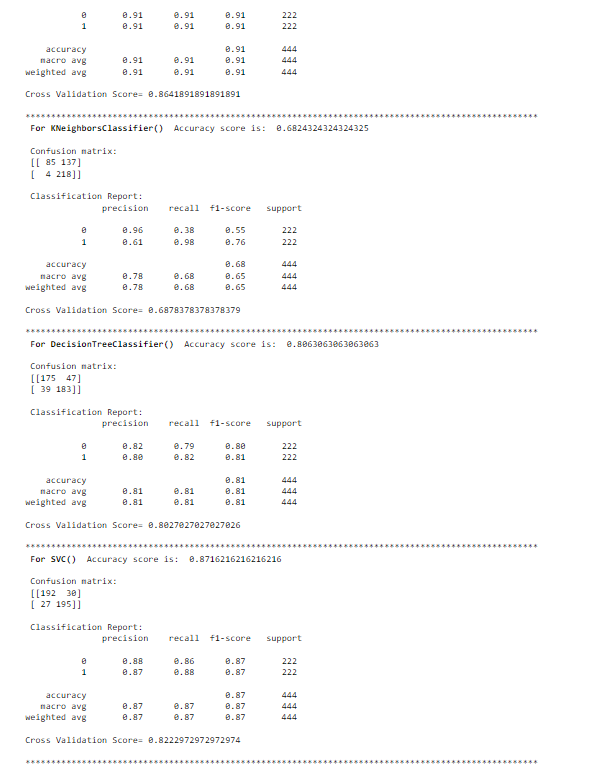 0 0.91 0.91 0.91 222
1 0.91 0.91 0.91 222
accuracy 0.91 444
macro avg 0.91 0.91 0.91 444
weighted avg 0.91 0.91 0.91 444
Cross Validation Score= 0.8641891891891891
****************************************************************************************************
For KNeighborsClassifier() Accuracy score is: 0.6824324324324325
Confusion matrix:
[[ 85 137]
[ 4 218]]
Classification Report:
precision recall f1-score support
0 0.96 0.38 0.55 222
1 0.61 0.98 0.76 222
accuracy 0.68 444
macro avg 0.78 0.68 0.65 444
weighted avg 0.78 0.68 0.65 444
Cross Validation Score= 0.6878378378378379
****************************************************************************************************
For DecisionTreeClassifier() Accuracy score is: 0.8063063063063063
Confusion matrix:
[[175 47]
[ 39 183]]
Classification Report:
precision recall f1-score support
0 0.82 0.79 0.80 222
1 0.80 0.82 0.81 222
accuracy 0.81 444
macro avg 0.81 0.81 0.81 444
weighted avg 0.81 0.81 0.81 444
Cross Validation Score= 0.8027027027027026
****************************************************************************************************
For SVC() Accuracy score is: 0.8716216216216216
Confusion matrix:
[[192 30]
[ 27 195]]
Classification Report:
precision recall f1-score support
0 0.88 0.86 0.87 222
1 0.87 0.88 0.87 222
accuracy 0.87 444
macro avg 0.87 0.87 0.87 444
weighted avg 0.87 0.87 0.87 444
Cross Validation Score= 0.8222972972972974
****************************************************************************************************